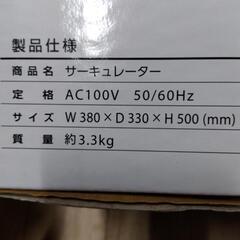 製品仕様
商品名 サーキュレーター
定格 AC100V 50/60Hz
サイズ W 380×D 330×H 500 (mm)
質量 約3.3kg